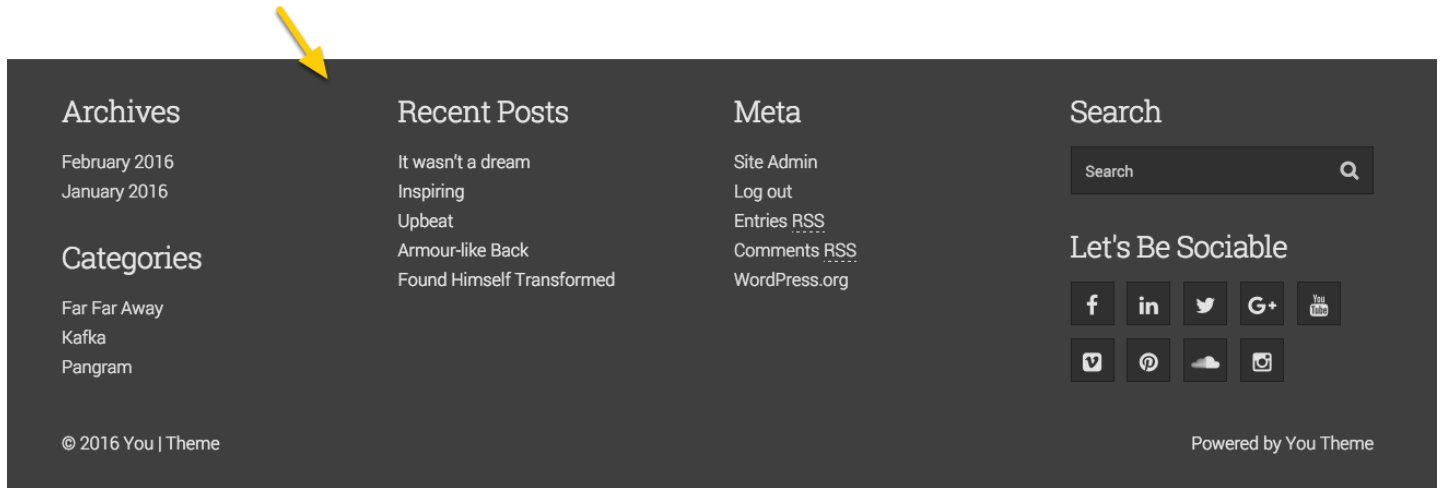 Archives
February 2016
January 2016
Categories
Far Far Away
Kafka
Pangram
Recent Posts
It wasn't a dream
Inspiring
Upbeat
Armour-like Back
Found Himself Transformed
Meta
Site Admin
Log out
Entries RSS
Comments RSS
WordPress.org
Search
Search
Let's Be Sociable
f
in
G+
You
Tube
© 2016 You | Theme
Powered by You Theme